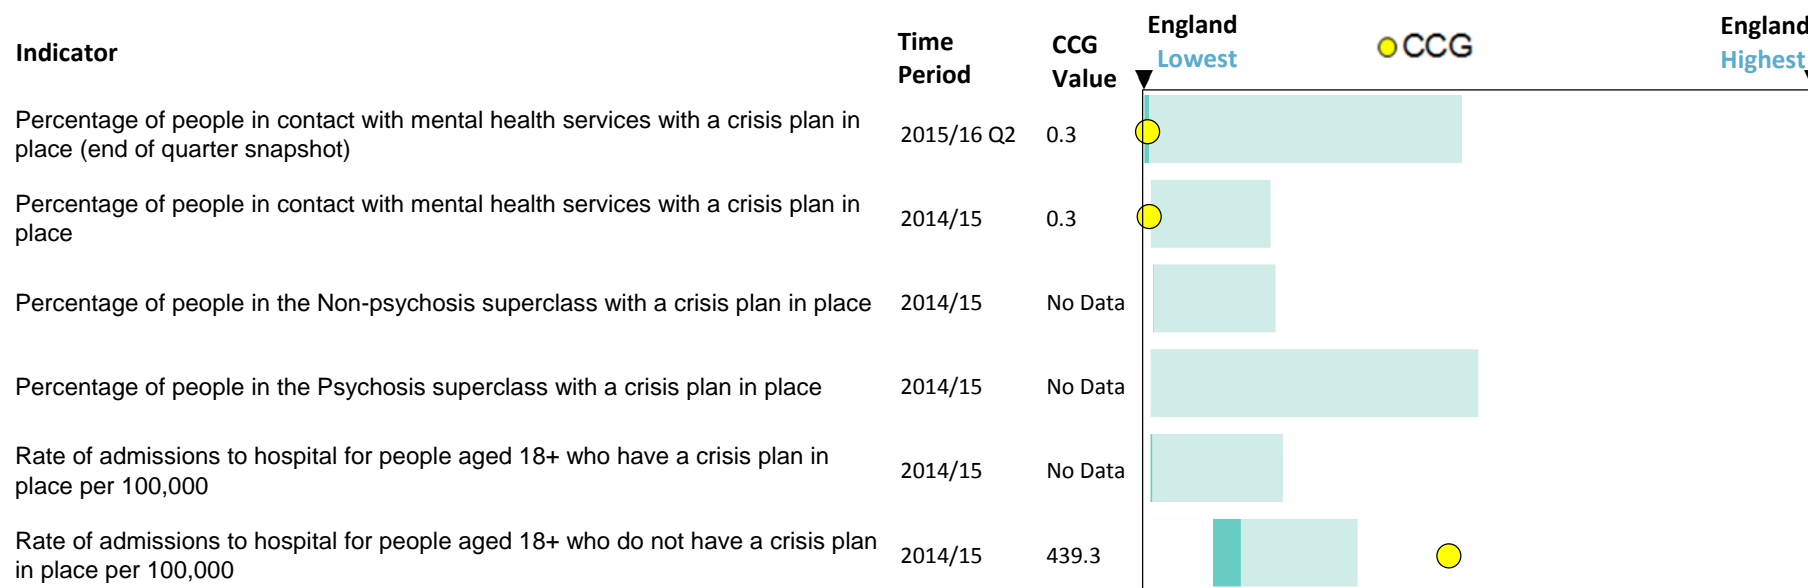 Indicator
Time
Period
CCG
Value
England
Lowest
CCG
England
Highest
Percentage of people in contact with mental health services with a crisis plan in
place (end of quarter snapshot)
2015/16 Q2
0.3
Percentage of people in contact with mental health services with a crisis plan in
place
2014/15
0.3
Percentage of people in the Non-psychosis superclass with a crisis plan in place
2014/15
No Data
Percentage of people in the Psychosis superclass with a crisis plan in place
2014/15
No Data
Rate of admissions to hospital for people aged 18+ who have a crisis plan in
place per 100,000
2014/15
No Data
Rate of admissions to hospital for people aged 18+ who do not have a crisis plan
in place per 100,000
2014/15
439.3